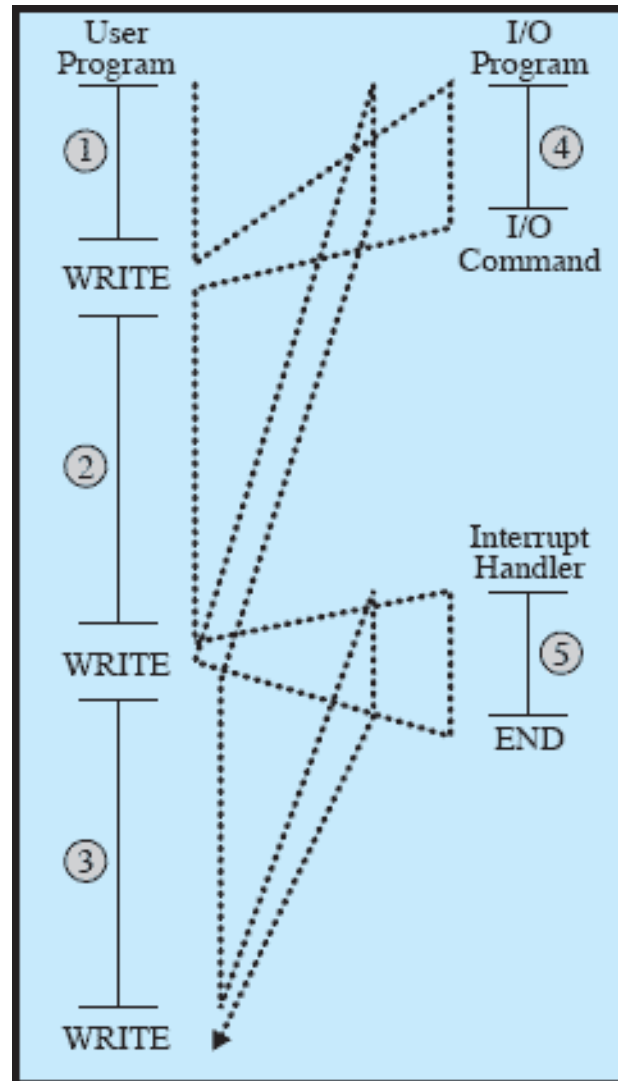 User
Program
1
WRITE
2
WRITE
3
WRITE
I/O
Program
4
I/O
Command
Interrupt
Handler
5
END